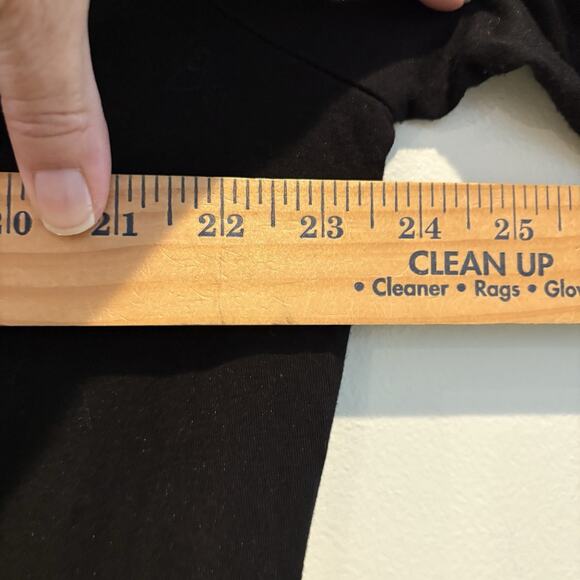 20 21 22 23 24 25
CLEAN UP
• Cleaner • Rags • Glov